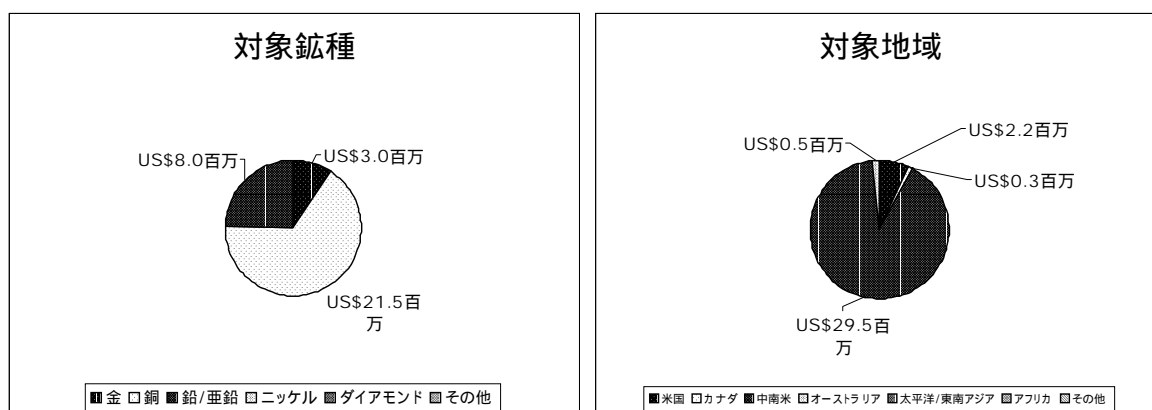 対象鉱種
US$8.0百万
US$3.0百万
US$21.5百
万
金 銅 鉛/亜鉛 ニッケル ダイアモンド その他
対象地域
US$0.5百万
US$2.2百万
US$0.3百万
US$29.5百
万
米国 カナダ 中南米 オーストラリア 太平洋/東南アジア アフリカ その他